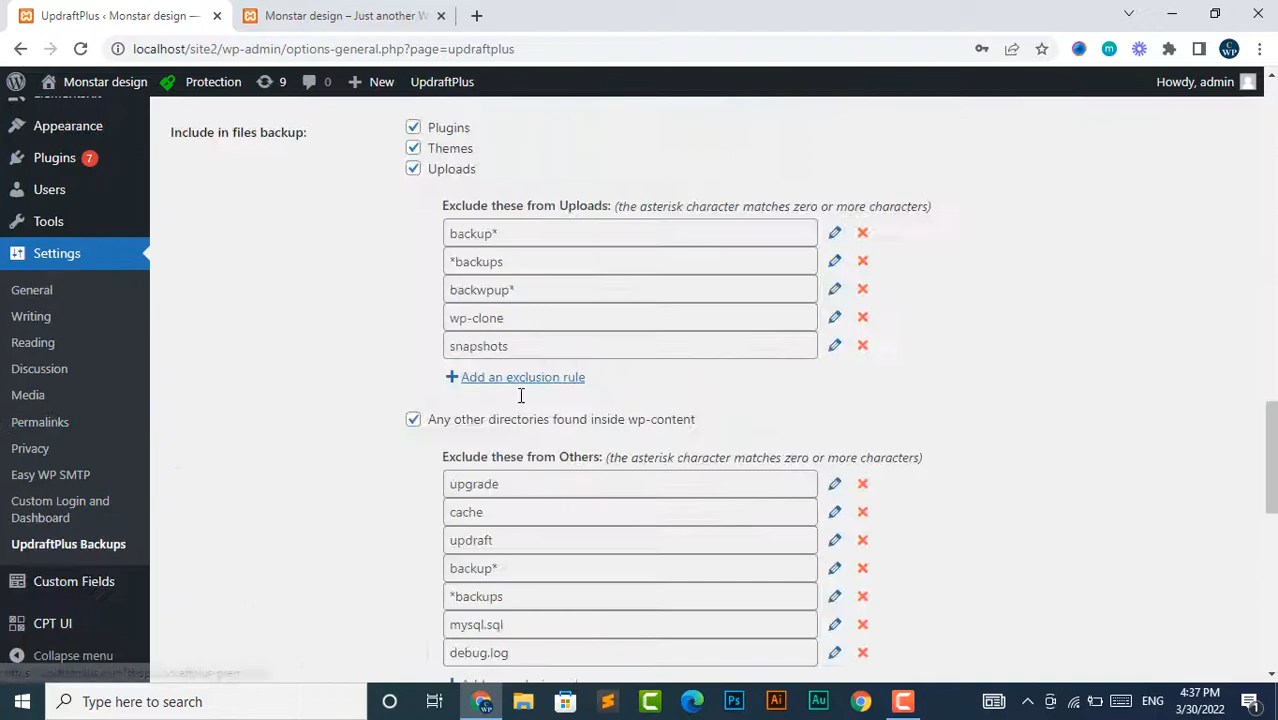 UpdraftPlus ‹ Monstar design —
Monstar design – Just another W
localhost/site2/wp-admin/options-general.php?page=updraftplus
Monstar design
Protection
9
0
New
UpdraftPlus
Howdy, admin
Appearance
Plugins 7
Users
Tools
Settings
General
Writing
Reading
Discussion
Media
Permalinks
Privacy
Easy WP SMTP
Custom Login and
Dashboard
UpdraftPlus Backups
Custom Fields
CPT UI
Collapse menu
Include in files backup:
Plugins
Themes
Uploads
Exclude these from Uploads: (the asterisk character matches zero or more characters)
backup*
*backups
backwpup*
wp-clone
snapshots
Add an exclusion rule
Any other directories found inside wp-content
Exclude these from Others: (the asterisk character matches zero or more characters)
upgrade
cache
updraft
backup*
*backups
mysql.sql
debug.log
Type here to search
Ps
Ai
Au
4:37 PM
3/30/2022
1